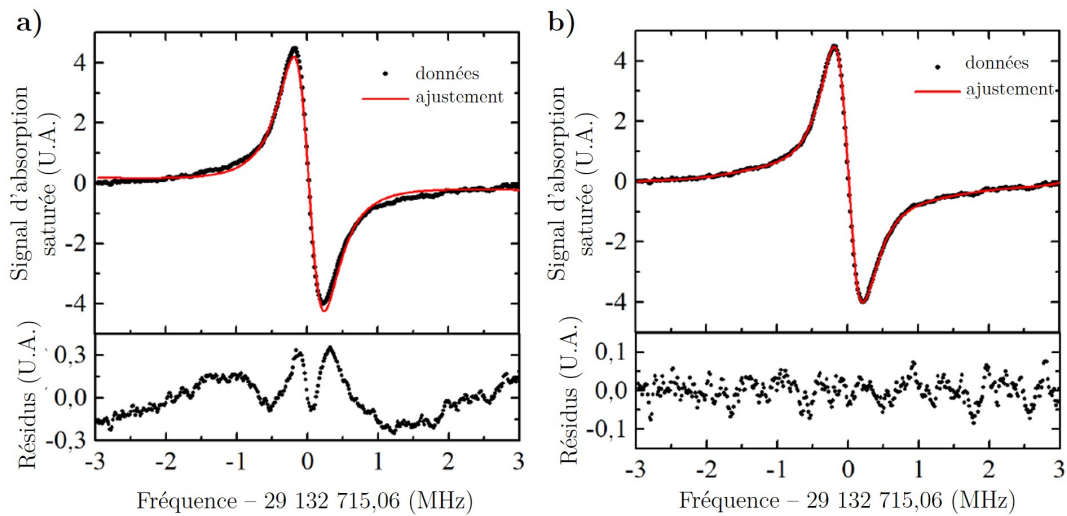 a)
Signal d'absorption
saturée (U.A.)
4
2
0
-2
-4
données
ajustement
Résidus (U.A.)
0,3
0,0
-0,3
-3 -2 -1 0 1 2 3
Fréquence – 29 132 715,06 (MHz)
b)
Signal d'absorption
saturée (U.A.)
4
2
0
-2
-4
données
ajustement
Résidus (U.A.)
0,1
0,0
-0,1
-3 -2 -1 0 1 2 3
Fréquence – 29 132 715,06 (MHz)